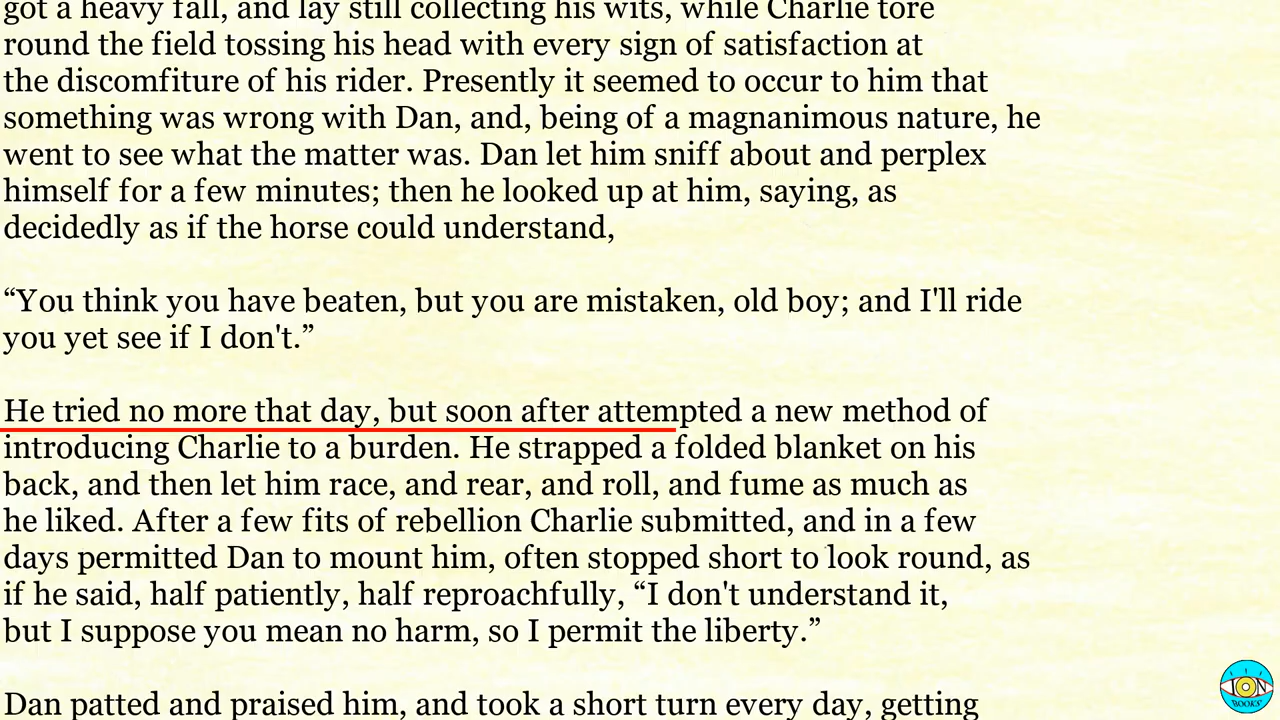 got a heavy fall, and lay still collecting his wits, while Charlie tore
round the field tossing his head with every sign of satisfaction at
the discomfiture of his rider. Presently it seemed to occur to him that
something was wrong with Dan, and, being of a magnanimous nature, he
went to see what the matter was. Dan let him sniff about and perplex
himself for a few minutes; then he looked up at him, saying, as
decidedly as if the horse could understand,
“You think you have beaten, but you are mistaken, old boy; and I'll ride
you yet see if I don't.”
He tried no more that day, but soon after attempted a new method of
introducing Charlie to a burden. He strapped a folded blanket on his
back, and then let him race, and rear, and roll, and fume as much as
he liked. After a few fits of rebellion Charlie submitted, and in a few
days permitted Dan to mount him, often stopped short to look round, as
if he said, half patiently, half reproachfully, “I don't understand it,
but I suppose you mean no harm, so I permit the liberty.”
Dan patted and praised him, and took a short turn every day, getting
ION
BOOKS